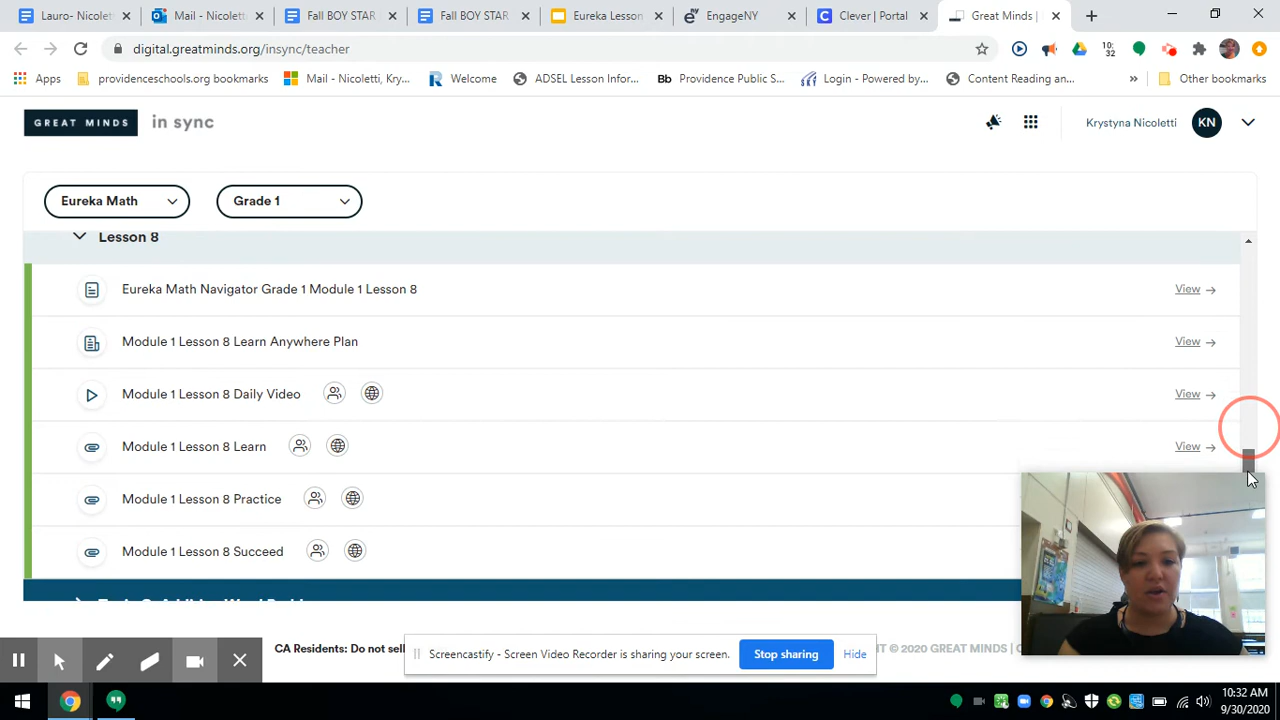 Lauro- Nicolett
Mail - Nicoletti
Fall BOY STAR
Fall BOY STAR
Eureka Lesson
EngageNY
Clever | Portal
Great Minds |
digital.greatminds.org/insync/teacher
10:
32
Apps
providenceschools.org bookmarks
Mail - Nicoletti, Kry...
Welcome
ADSEL Lesson Infor...
Bb Providence Public S...
Login - Powered by...
Content Reading an...
»
Other bookmarks
GREAT MINDS in sync
Krystyna Nicoletti KN
Eureka Math
Grade 1
Lesson 8
Eureka Math Navigator Grade 1 Module 1 Lesson 8 View →
Module 1 Lesson 8 Learn Anywhere Plan View →
Module 1 Lesson 8 Daily Video View →
Module 1 Lesson 8 Learn View →
Module 1 Lesson 8 Practice
Module 1 Lesson 8 Succeed
CA Residents: Do not sell
Screencastify - Screen Video Recorder is sharing your screen.
Stop sharing
Hide
© 2020 GREAT MINDS |
10:32 AM
9/30/2020